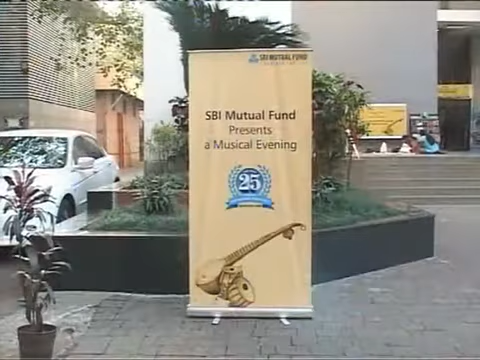 SBI MUTUAL FUND
SBI Mutual Fund
Presents
a Musical Evening
25